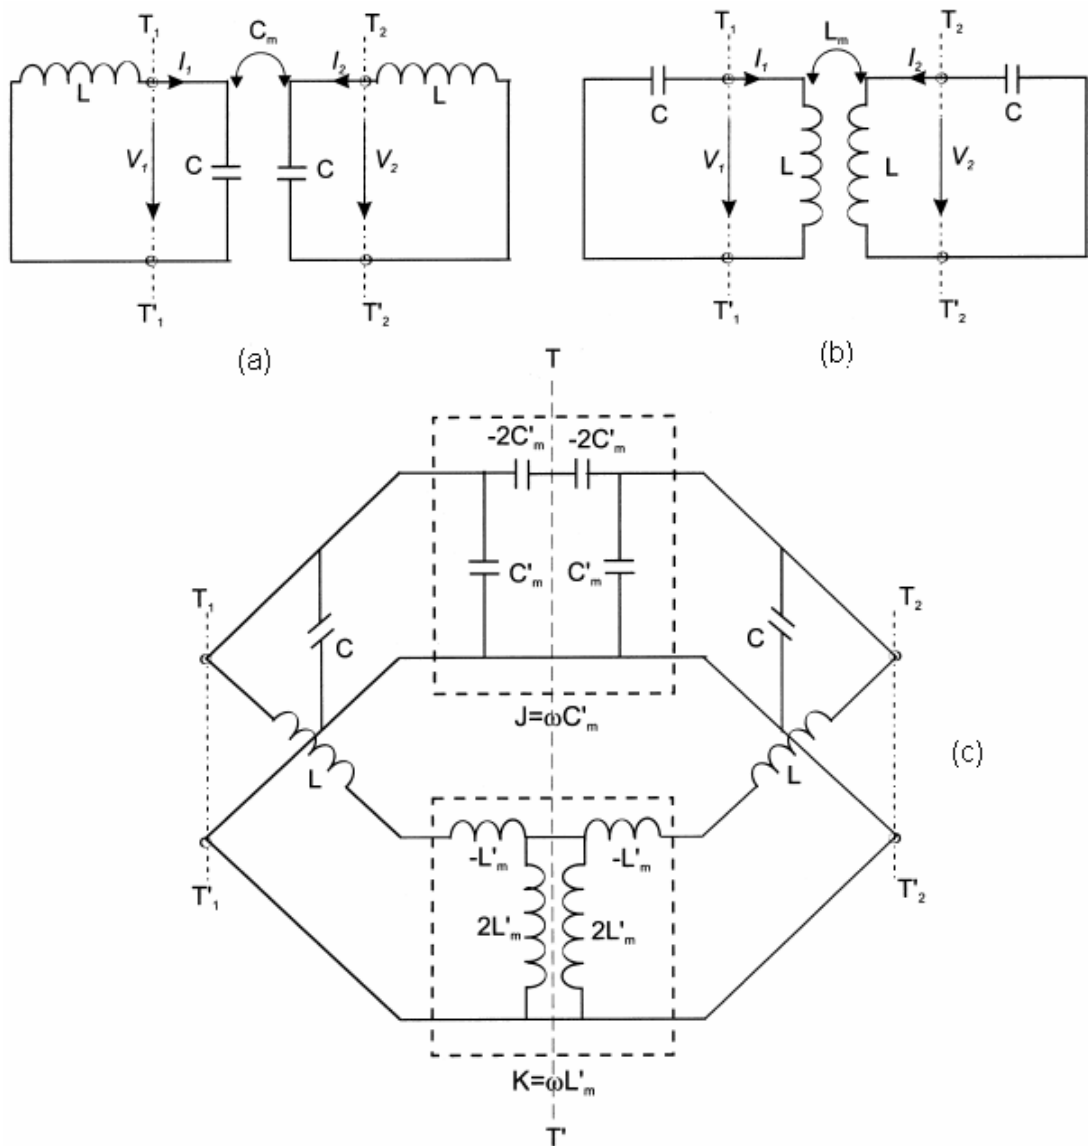 T₁ Cₘ T₂
I₁ I₂
L L
V₁ C C V₂
T'₁ T'₂
(a)
T₁ Lₘ T₂
I₁ I₂
C C
V₁ L L V₂
T'₁ T'₂
(b)
T
-2C'ₘ -2C'ₘ
C'ₘ C'ₘ
T₁ T₂
C C
J=ωC'ₘ
(c)
L L
-L'ₘ -L'ₘ
T'₁ T'₂
2L'ₘ 2L'ₘ
K=ωL'ₘ
T'